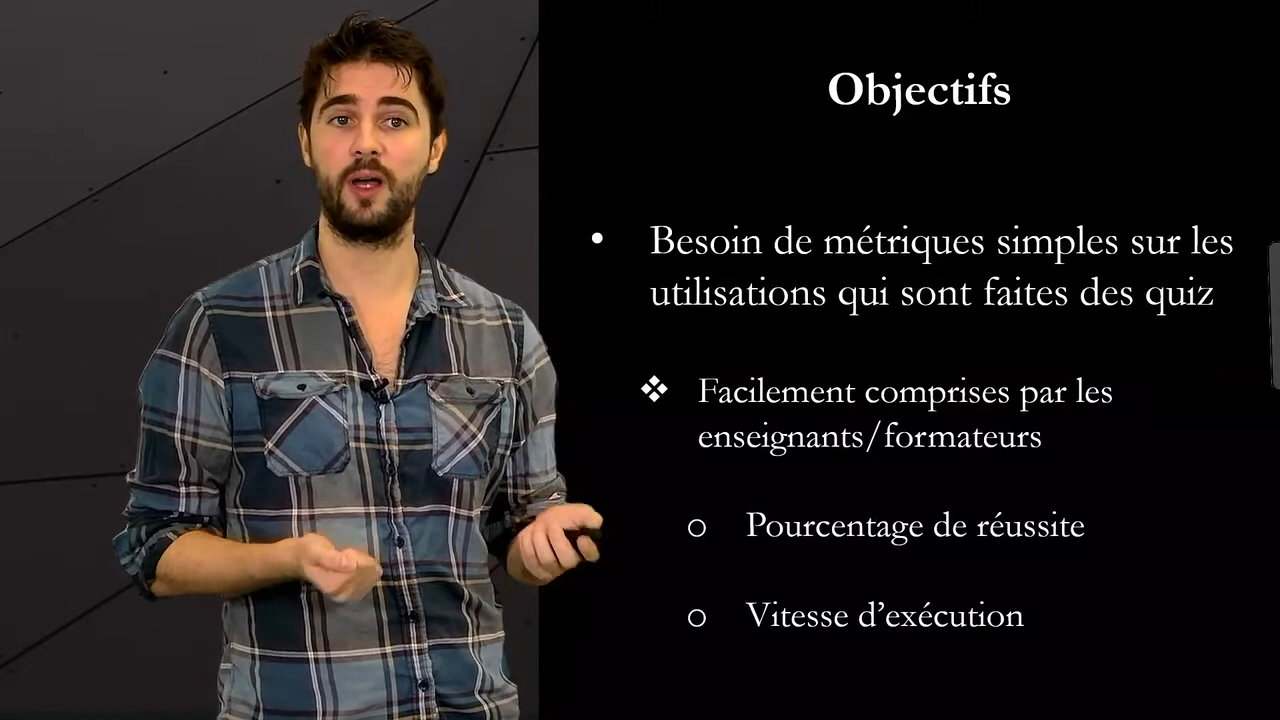 Objectifs
• Besoin de métriques simples sur les
utilisations qui sont faites des quiz
❖ Facilement comprises par les
enseignants/formateurs
o Pourcentage de réussite
o Vitesse d’exécution